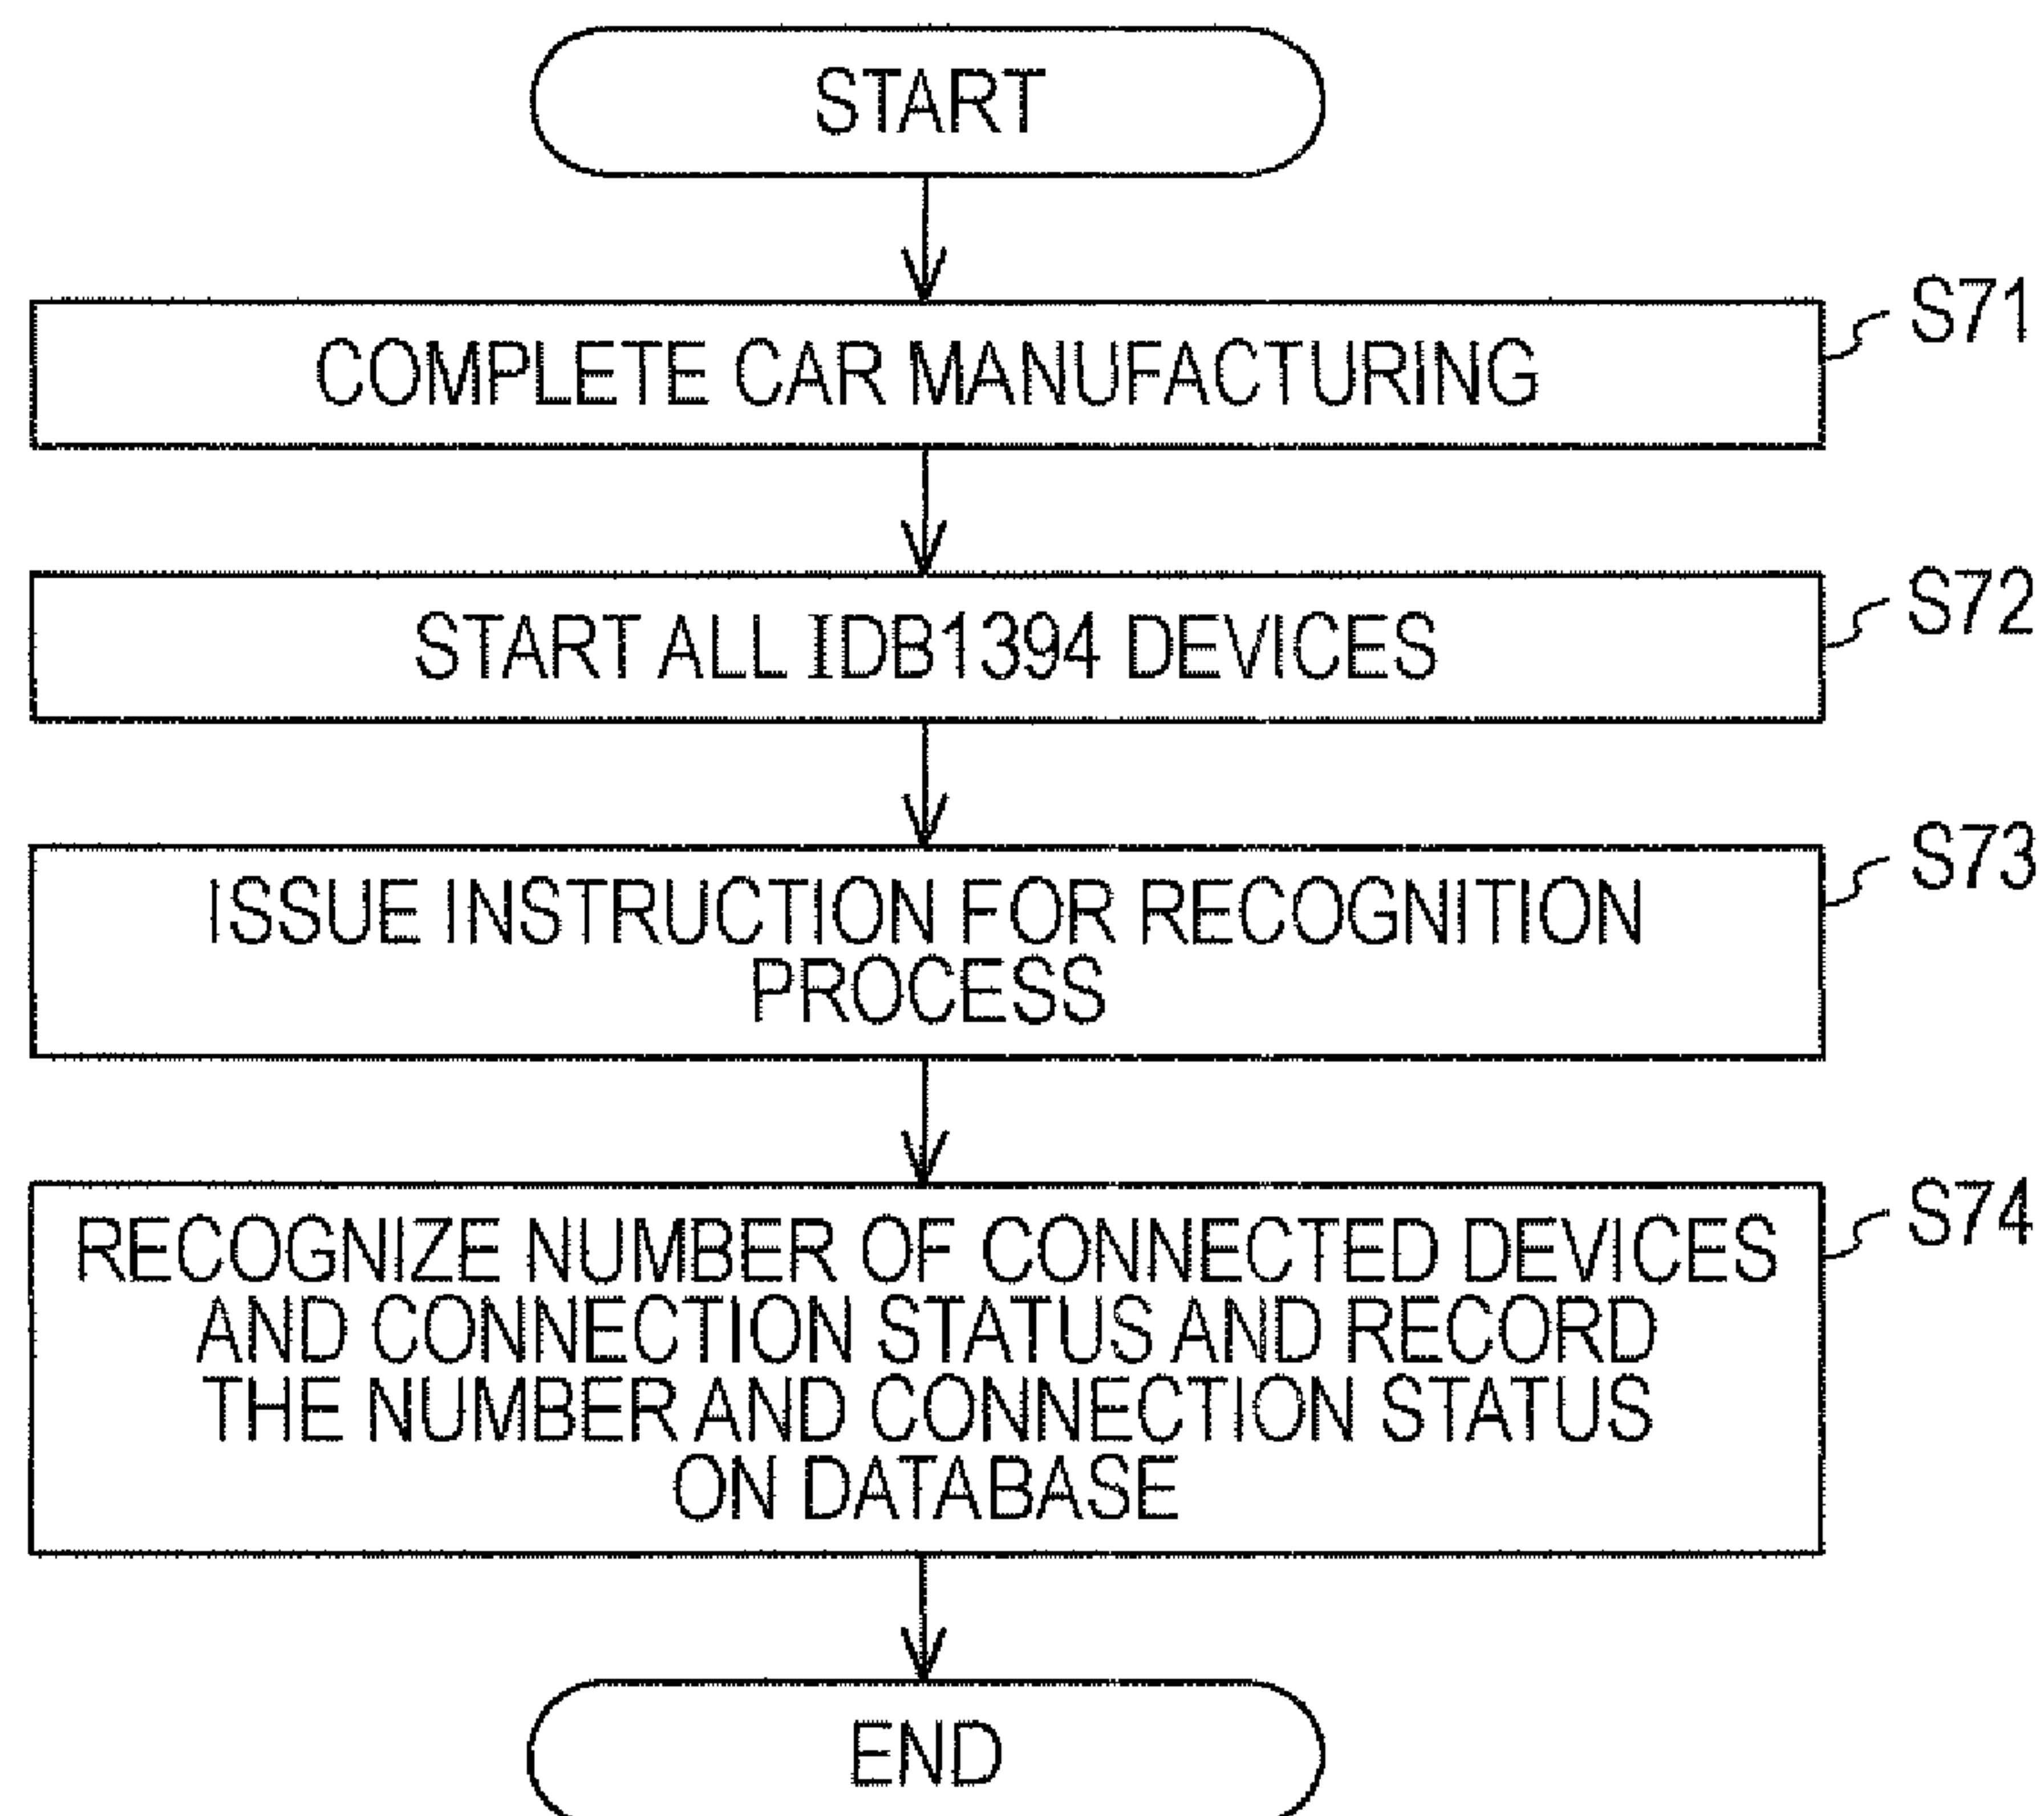 START
COMPLETE CAR MANUFACTURING
S71
START ALL IDB1394 DEVICES
S72
ISSUE INSTRUCTION FOR RECOGNITION
PROCESS
S73
RECOGNIZE NUMBER OF CONNECTED DEVICES
AND CONNECTION STATUS AND RECORD
THE NUMBER AND CONNECTION STATUS
ON DATABASE
S74
END